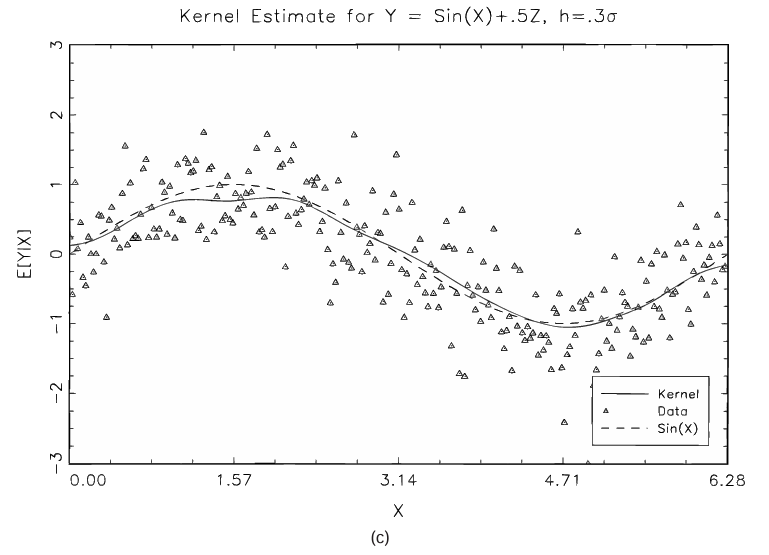 Kernel Estimate for Y = Sin(X)+.5Z, h=.3σ
3
2
1
0
-1
-2
-3
E[Y|X]
Kernel
Data
Sin(X)
0.00 1.57 3.14 4.71 6.28
X
(c)